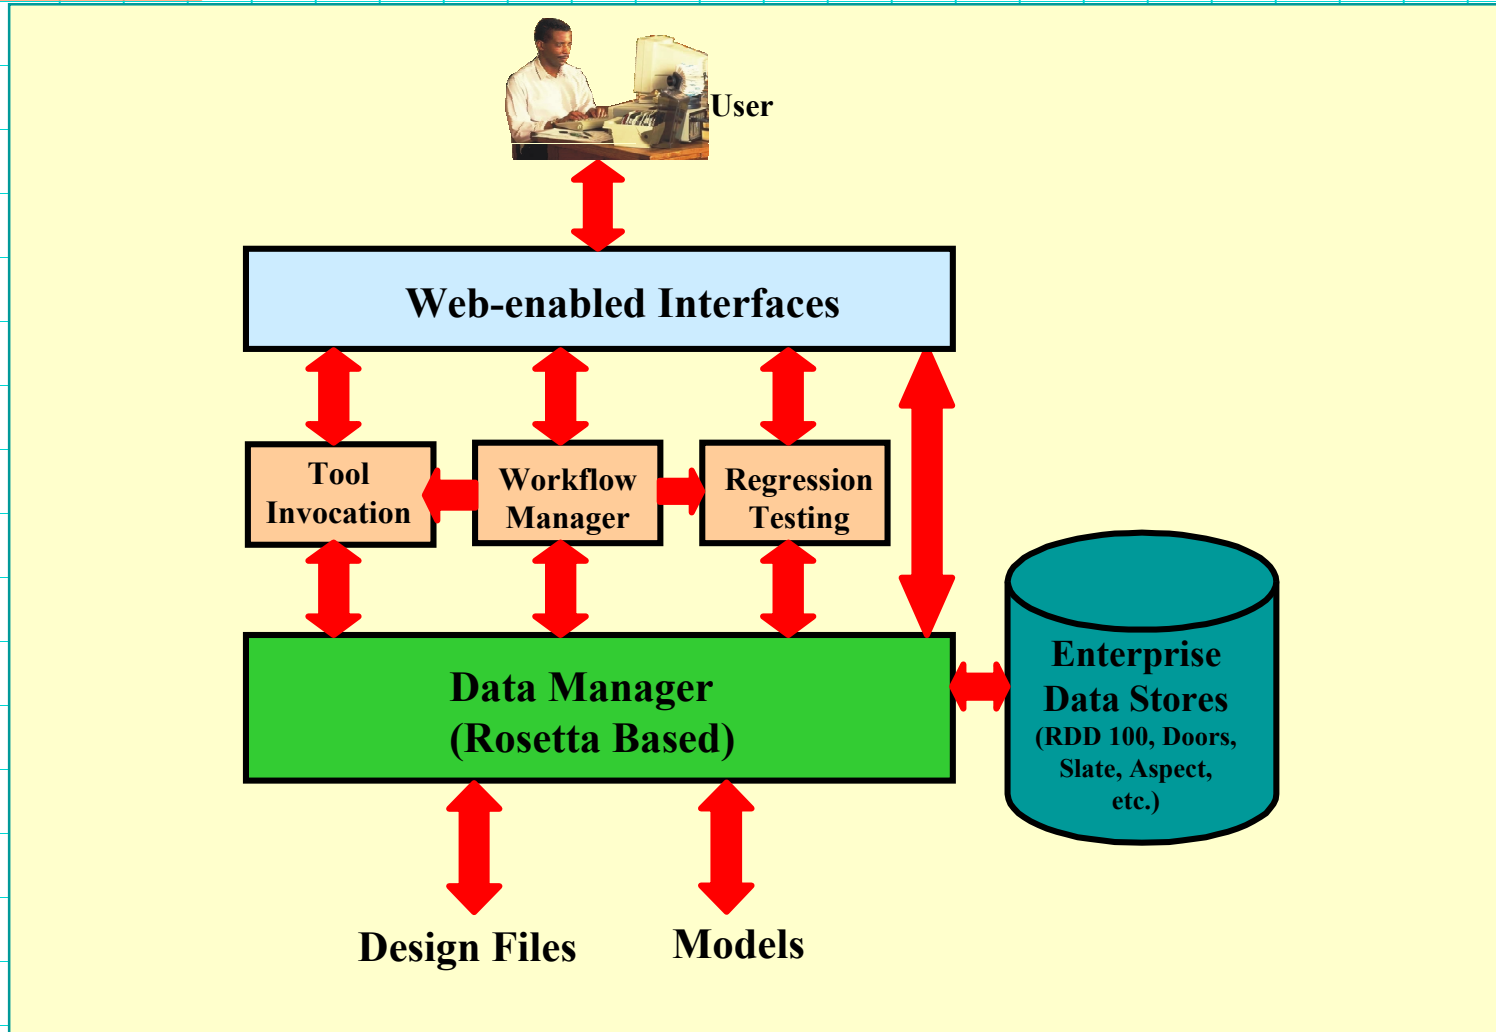 User
Web-enabled Interfaces
Tool
Invocation
Workflow
Manager
Regression
Testing
Data Manager
(Rosetta Based)
Enterprise
Data Stores
(RDD 100, Doors,
Slate, Aspect,
etc.)
Design Files
Models